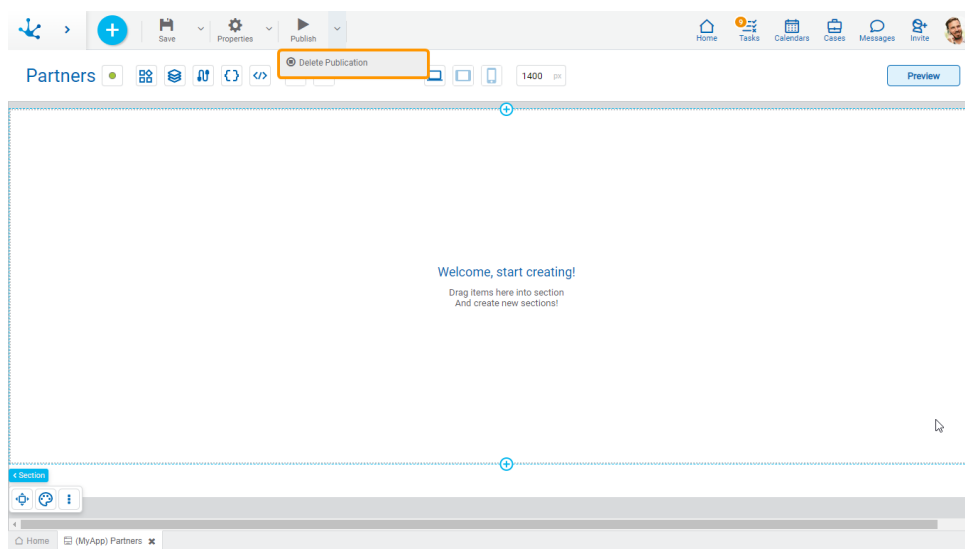 Save
Properties
Publish
Home
9
Tasks
Calendars
Cases
Messages
Invite
Delete Publication
Partners
1400 px
Preview
Welcome, start creating!
Drag items here into section
And create new sections!
Section
Home
(MyApp) Partners